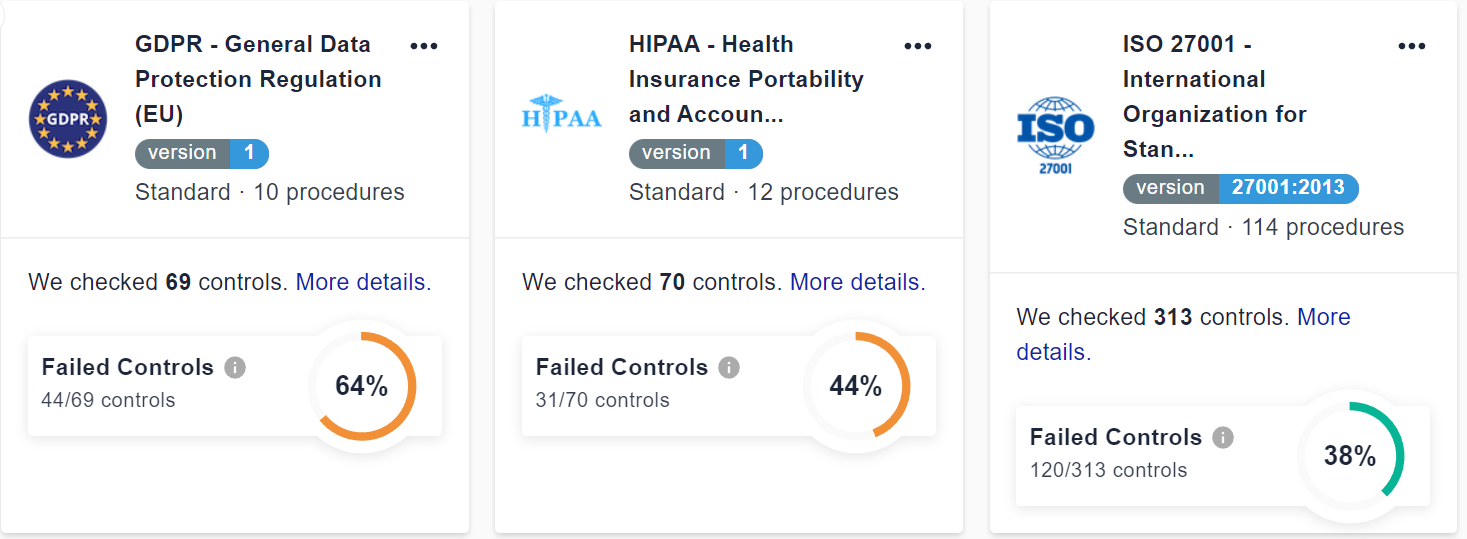 GDPR - General Data
Protection Regulation
(EU)
GDPR
version 1
Standard · 10 procedures
We checked 69 controls. More details.
Failed Controls i
44/69 controls
64%
HIPAA - Health
Insurance Portability
and Accoun...
HIPAA
version 1
Standard · 12 procedures
We checked 70 controls. More details.
Failed Controls i
31/70 controls
44%
ISO 27001 -
International
Organization for
Stan...
ISO
27001
version 27001:2013
Standard · 114 procedures
We checked 313 controls. More
details.
Failed Controls i
120/313 controls
38%